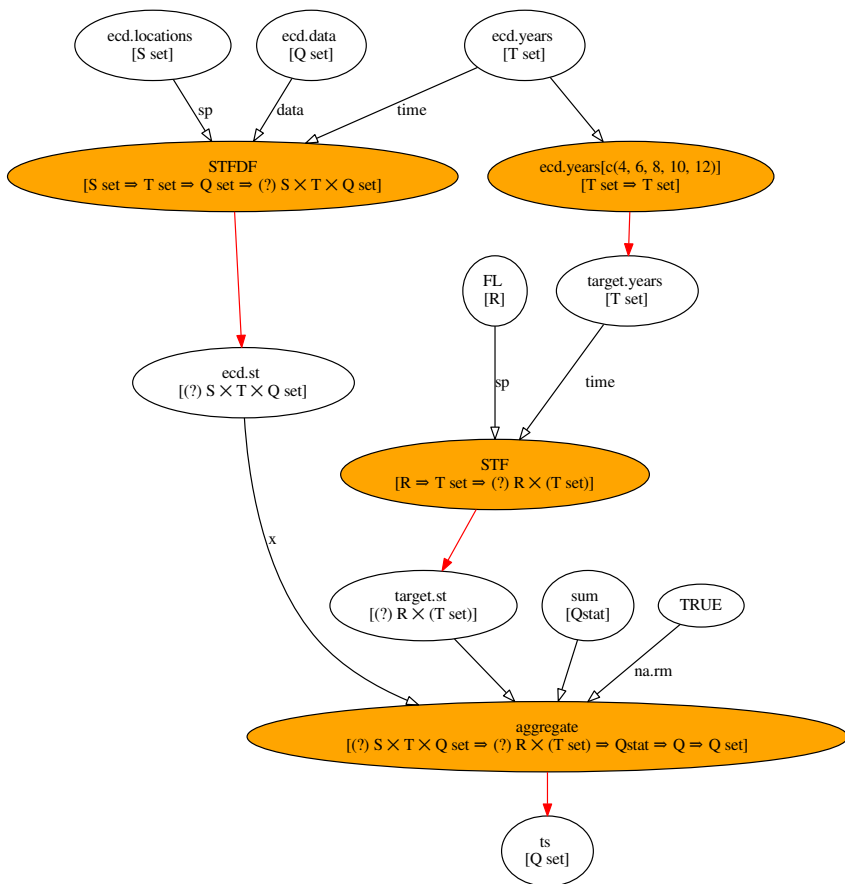 ecd.locations
[S set]
ecd.data
[Q set]
ecd.years
[T set]
sp
data
time
STFDF
[S set ⇒ T set ⇒ Q set ⇒ (?) S × T × Q set]
ecd.years[c(4, 6, 8, 10, 12)]
[T set ⇒ T set]
FL
[R]
target.years
[T set]
ecd.st
[(?) S × T × Q set]
sp
time
STF
[R ⇒ T set ⇒ (?) R × (T set)]
x
target.st
[(?) R × (T set)]
sum
[Qstat]
TRUE
na.rm
aggregate
[(?) S × T × Q set ⇒ (?) R × (T set) ⇒ Qstat ⇒ Q ⇒ Q set]
ts
[Q set]